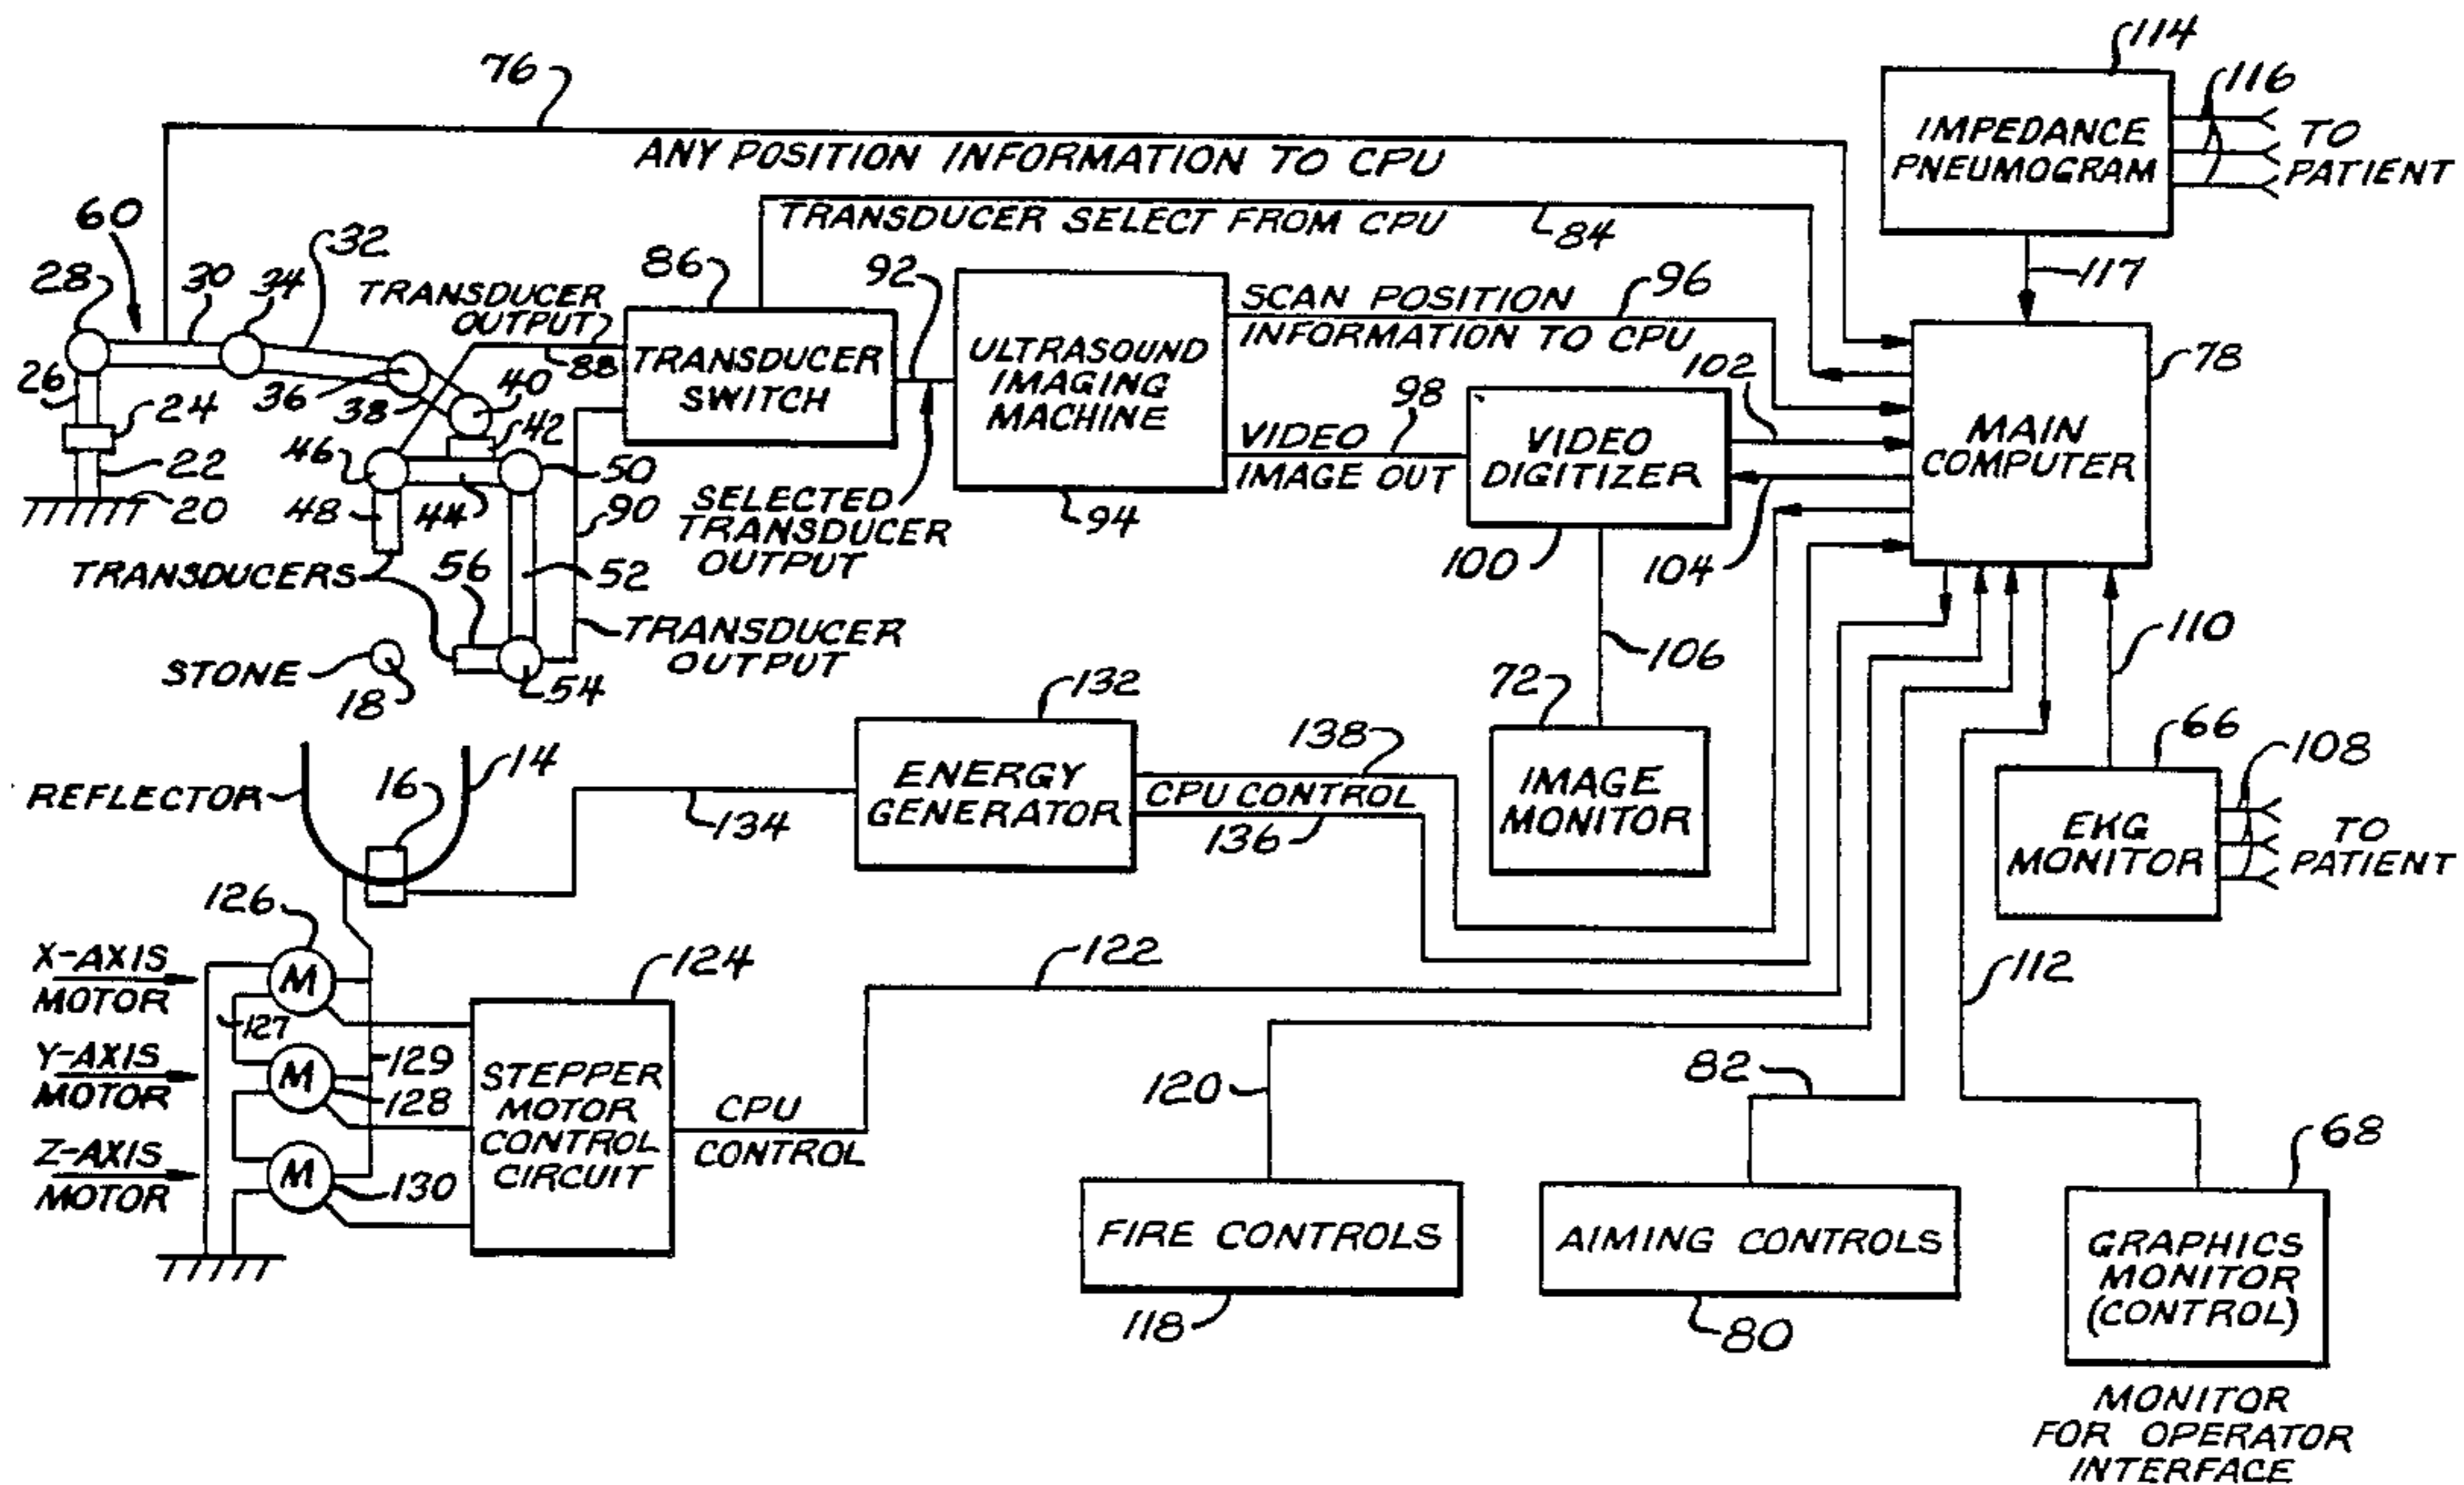 76
ANY POSITION INFORMATION TO CPU
114
116
IMPEDANCE
PNEUMOGRAM
TO
PATIENT
117
TRANSDUCER SELECT FROM CPU
84
60
28
30
34
32
TRANSDUCER
OUTPUT
88
86
TRANSDUCER
SWITCH
92
ULTRASOUND
IMAGING
MACHINE
94
SCAN POSITION
INFORMATION TO CPU
96
102
78
MAIN
COMPUTER
26
24
22
20
36
38
40
42
46
48
44
50
90
52
SELECTED
TRANSDUCER
OUTPUT
VIDEO
IMAGE OUT
98
VIDEO
DIGITIZER
100
104
TRANSDUCERS
56
TRANSDUCER
OUTPUT
54
STONE
18
106
72
IMAGE
MONITOR
110
66
108
EKG
MONITOR
TO
PATIENT
REFLECTOR
14
16
134
132
ENERGY
GENERATOR
138
CPU CONTROL
136
126
X-AXIS
MOTOR
M
127
Y-AXIS
MOTOR
M
129
128
Z-AXIS
MOTOR
M
130
124
STEPPER
MOTOR
CONTROL
CIRCUIT
CPU
CONTROL
122
112
120
FIRE CONTROLS
118
82
AIMING CONTROLS
80
68
GRAPHICS
MONITOR
(CONTROL)
MONITOR
FOR OPERATOR
INTERFACE